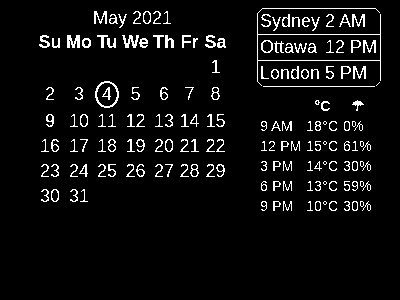 May 2021
Su Mo Tu We Th Fr Sa
1
2 3 4 5 6 7 8
9 10 11 12 13 14 15
16 17 18 19 20 21 22
23 24 25 26 27 28 29
30 31
Sydney 2 AM
Ottawa 12 PM
London 5 PM
°C ☂
9 AM 18°C 0%
12 PM 15°C 61%
3 PM 14°C 30%
6 PM 13°C 59%
9 PM 10°C 30%